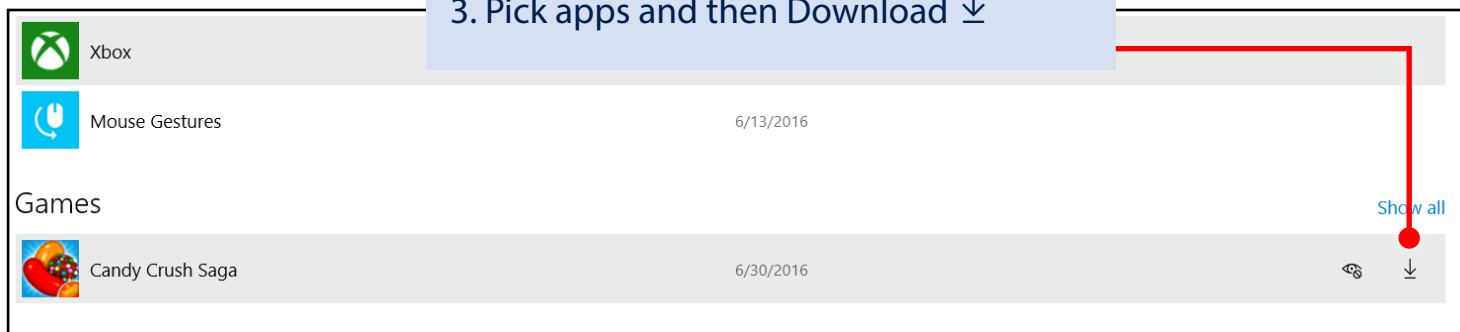 3. Pick apps and then Download
Xbox
Mouse Gestures 6/13/2016
Games Show all
Candy Crush Saga 6/30/2016